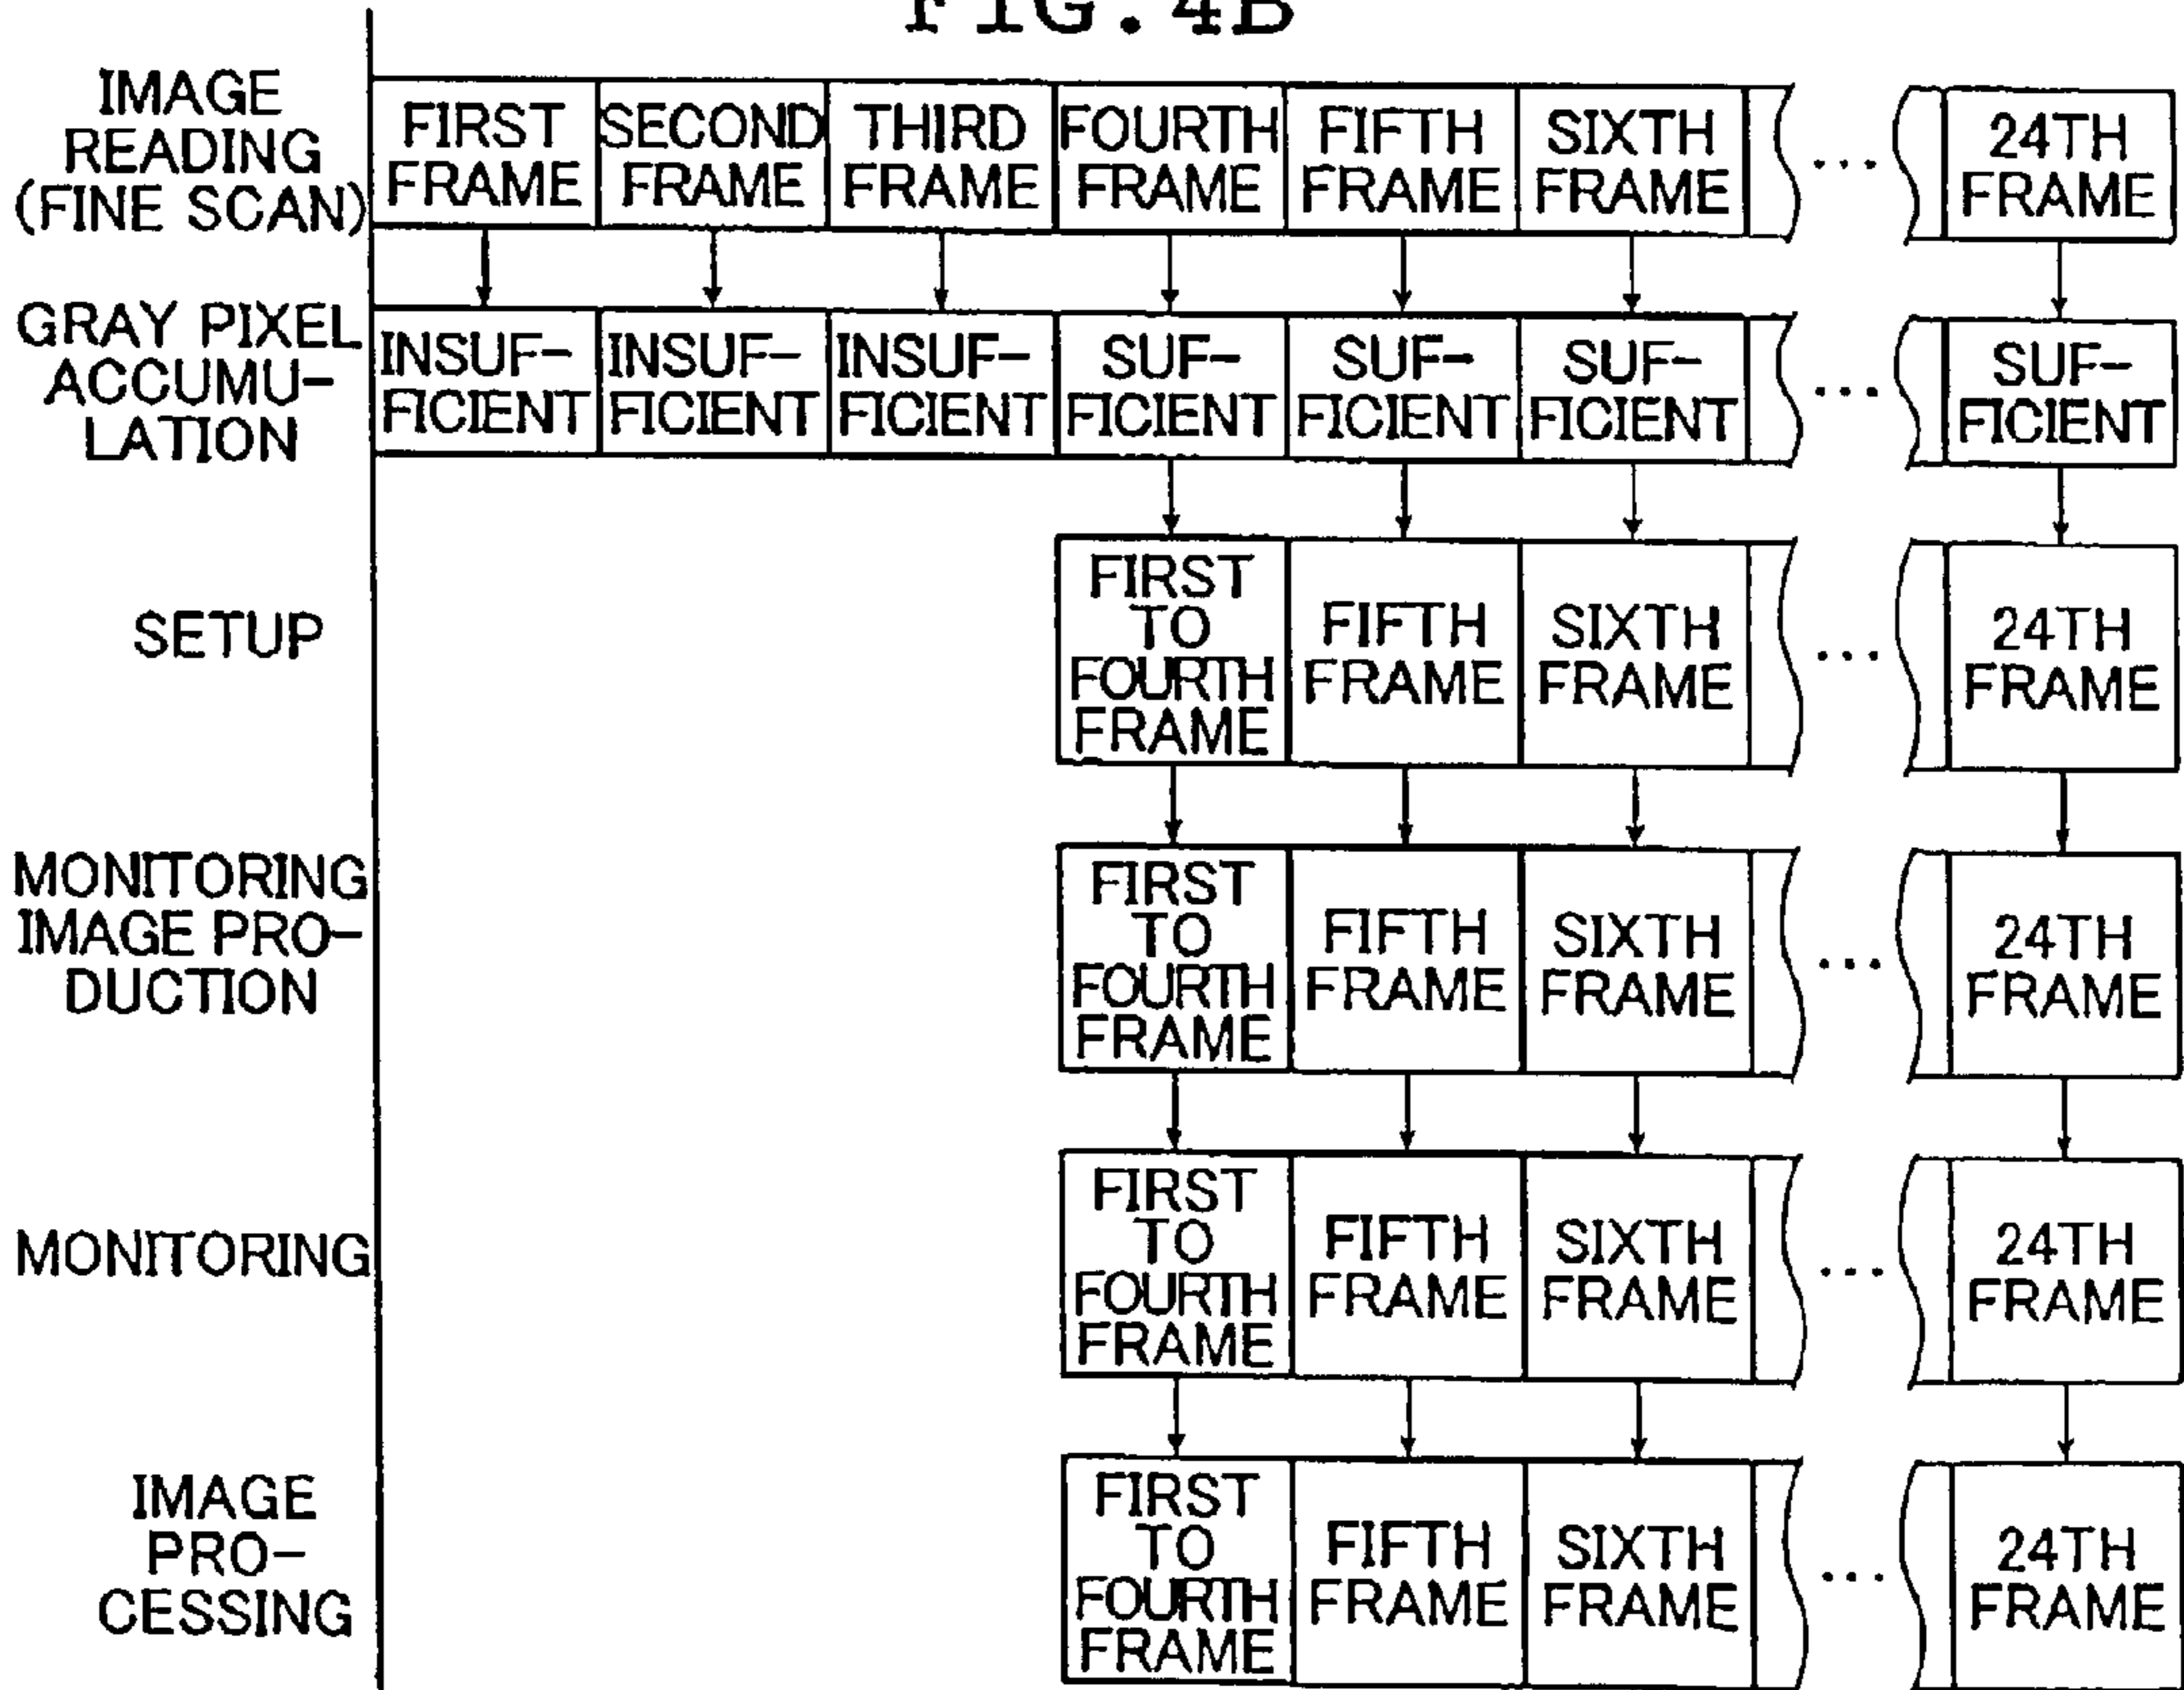 FIG.4B
IMAGE
READING
(FINE SCAN)
FIRST
FRAME
SECOND
FRAME
THIRD
FRAME
FOURTH
FRAME
FIFTH
FRAME
SIXTH
FRAME
...
24TH
FRAME
GRAY PIXEL
ACCUMU-
LATION
INSUF-
FICIENT
INSUF-
FICIENT
INSUF-
FICIENT
SUF-
FICIENT
SUF-
FICIENT
SUF-
FICIENT
...
SUF-
FICIENT
SETUP
FIRST
TO
FOURTH
FRAME
FIFTH
FRAME
SIXTH
FRAME
...
24TH
FRAME
MONITORING
IMAGE PRO-
DUCTION
FIRST
TO
FOURTH
FRAME
FIFTH
FRAME
SIXTH
FRAME
...
24TH
FRAME
MONITORING
FIRST
TO
FOURTH
FRAME
FIFTH
FRAME
SIXTH
FRAME
...
24TH
FRAME
IMAGE
PRO-
CESSING
FIRST
TO
FOURTH
FRAME
FIFTH
FRAME
SIXTH
FRAME
...
24TH
FRAME